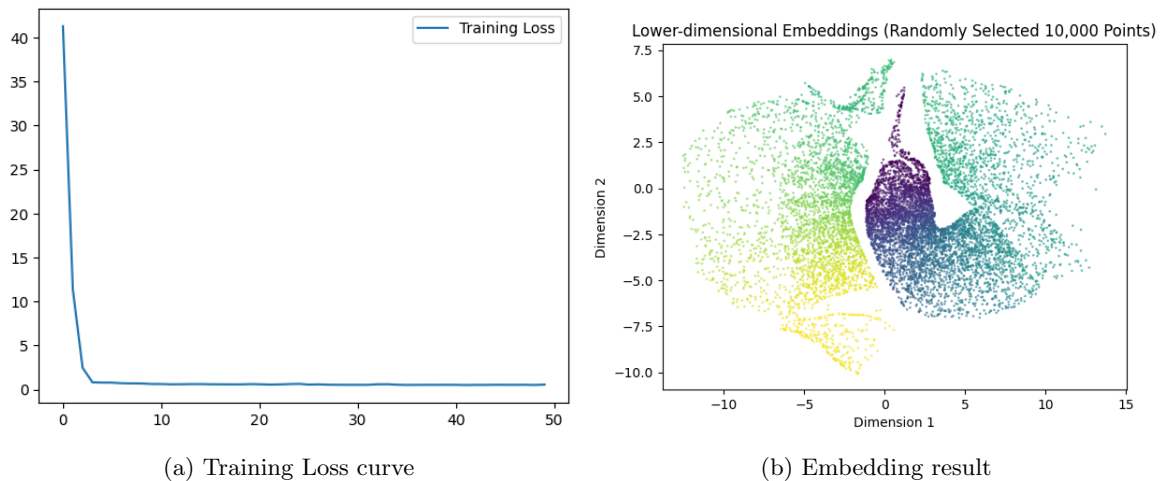 Training Loss
40
35
30
25
20
15
10
5
0
0 10 20 30 40 50
(a) Training Loss curve
Lower-dimensional Embeddings (Randomly Selected 10,000 Points)
7.5
5.0
2.5
0.0
−2.5
−5.0
−7.5
−10.0
Dimension 2
−10 −5 0 5 10 15
Dimension 1
(b) Embedding result